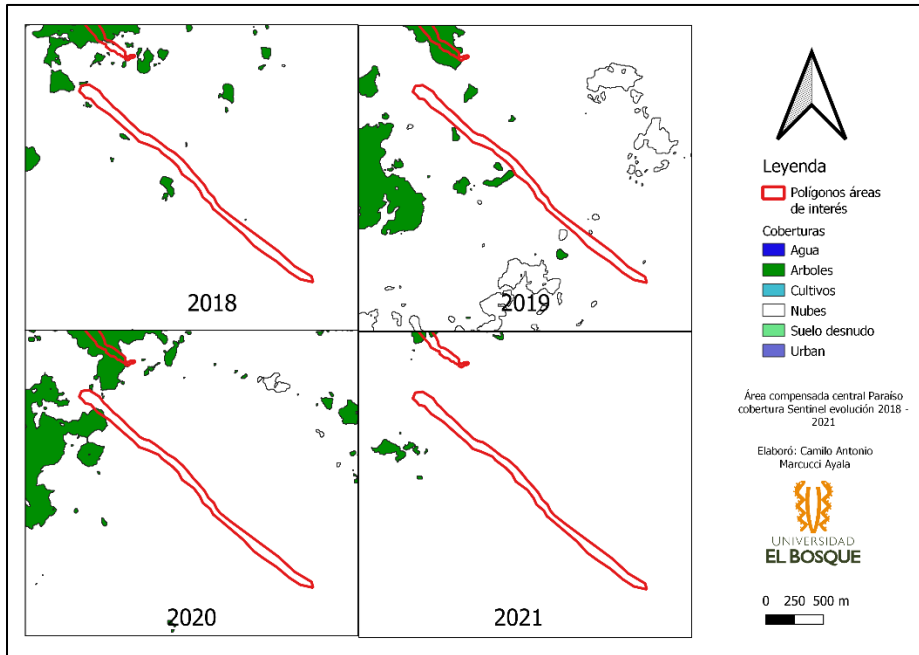 2018
2019
2020
2021
Leyenda
Polígonos áreas
de interés
Coberturas
Agua
Arboles
Cultivos
Nubes
Suelo desnudo
Urban
Área compensada central Paraíso
cobertura Sentinel evolución 2018 -
2021
Elaboró: Camilo Antonio
Marcucci Ayala
UNIVERSIDAD
EL BOSQUE
0 250 500 m